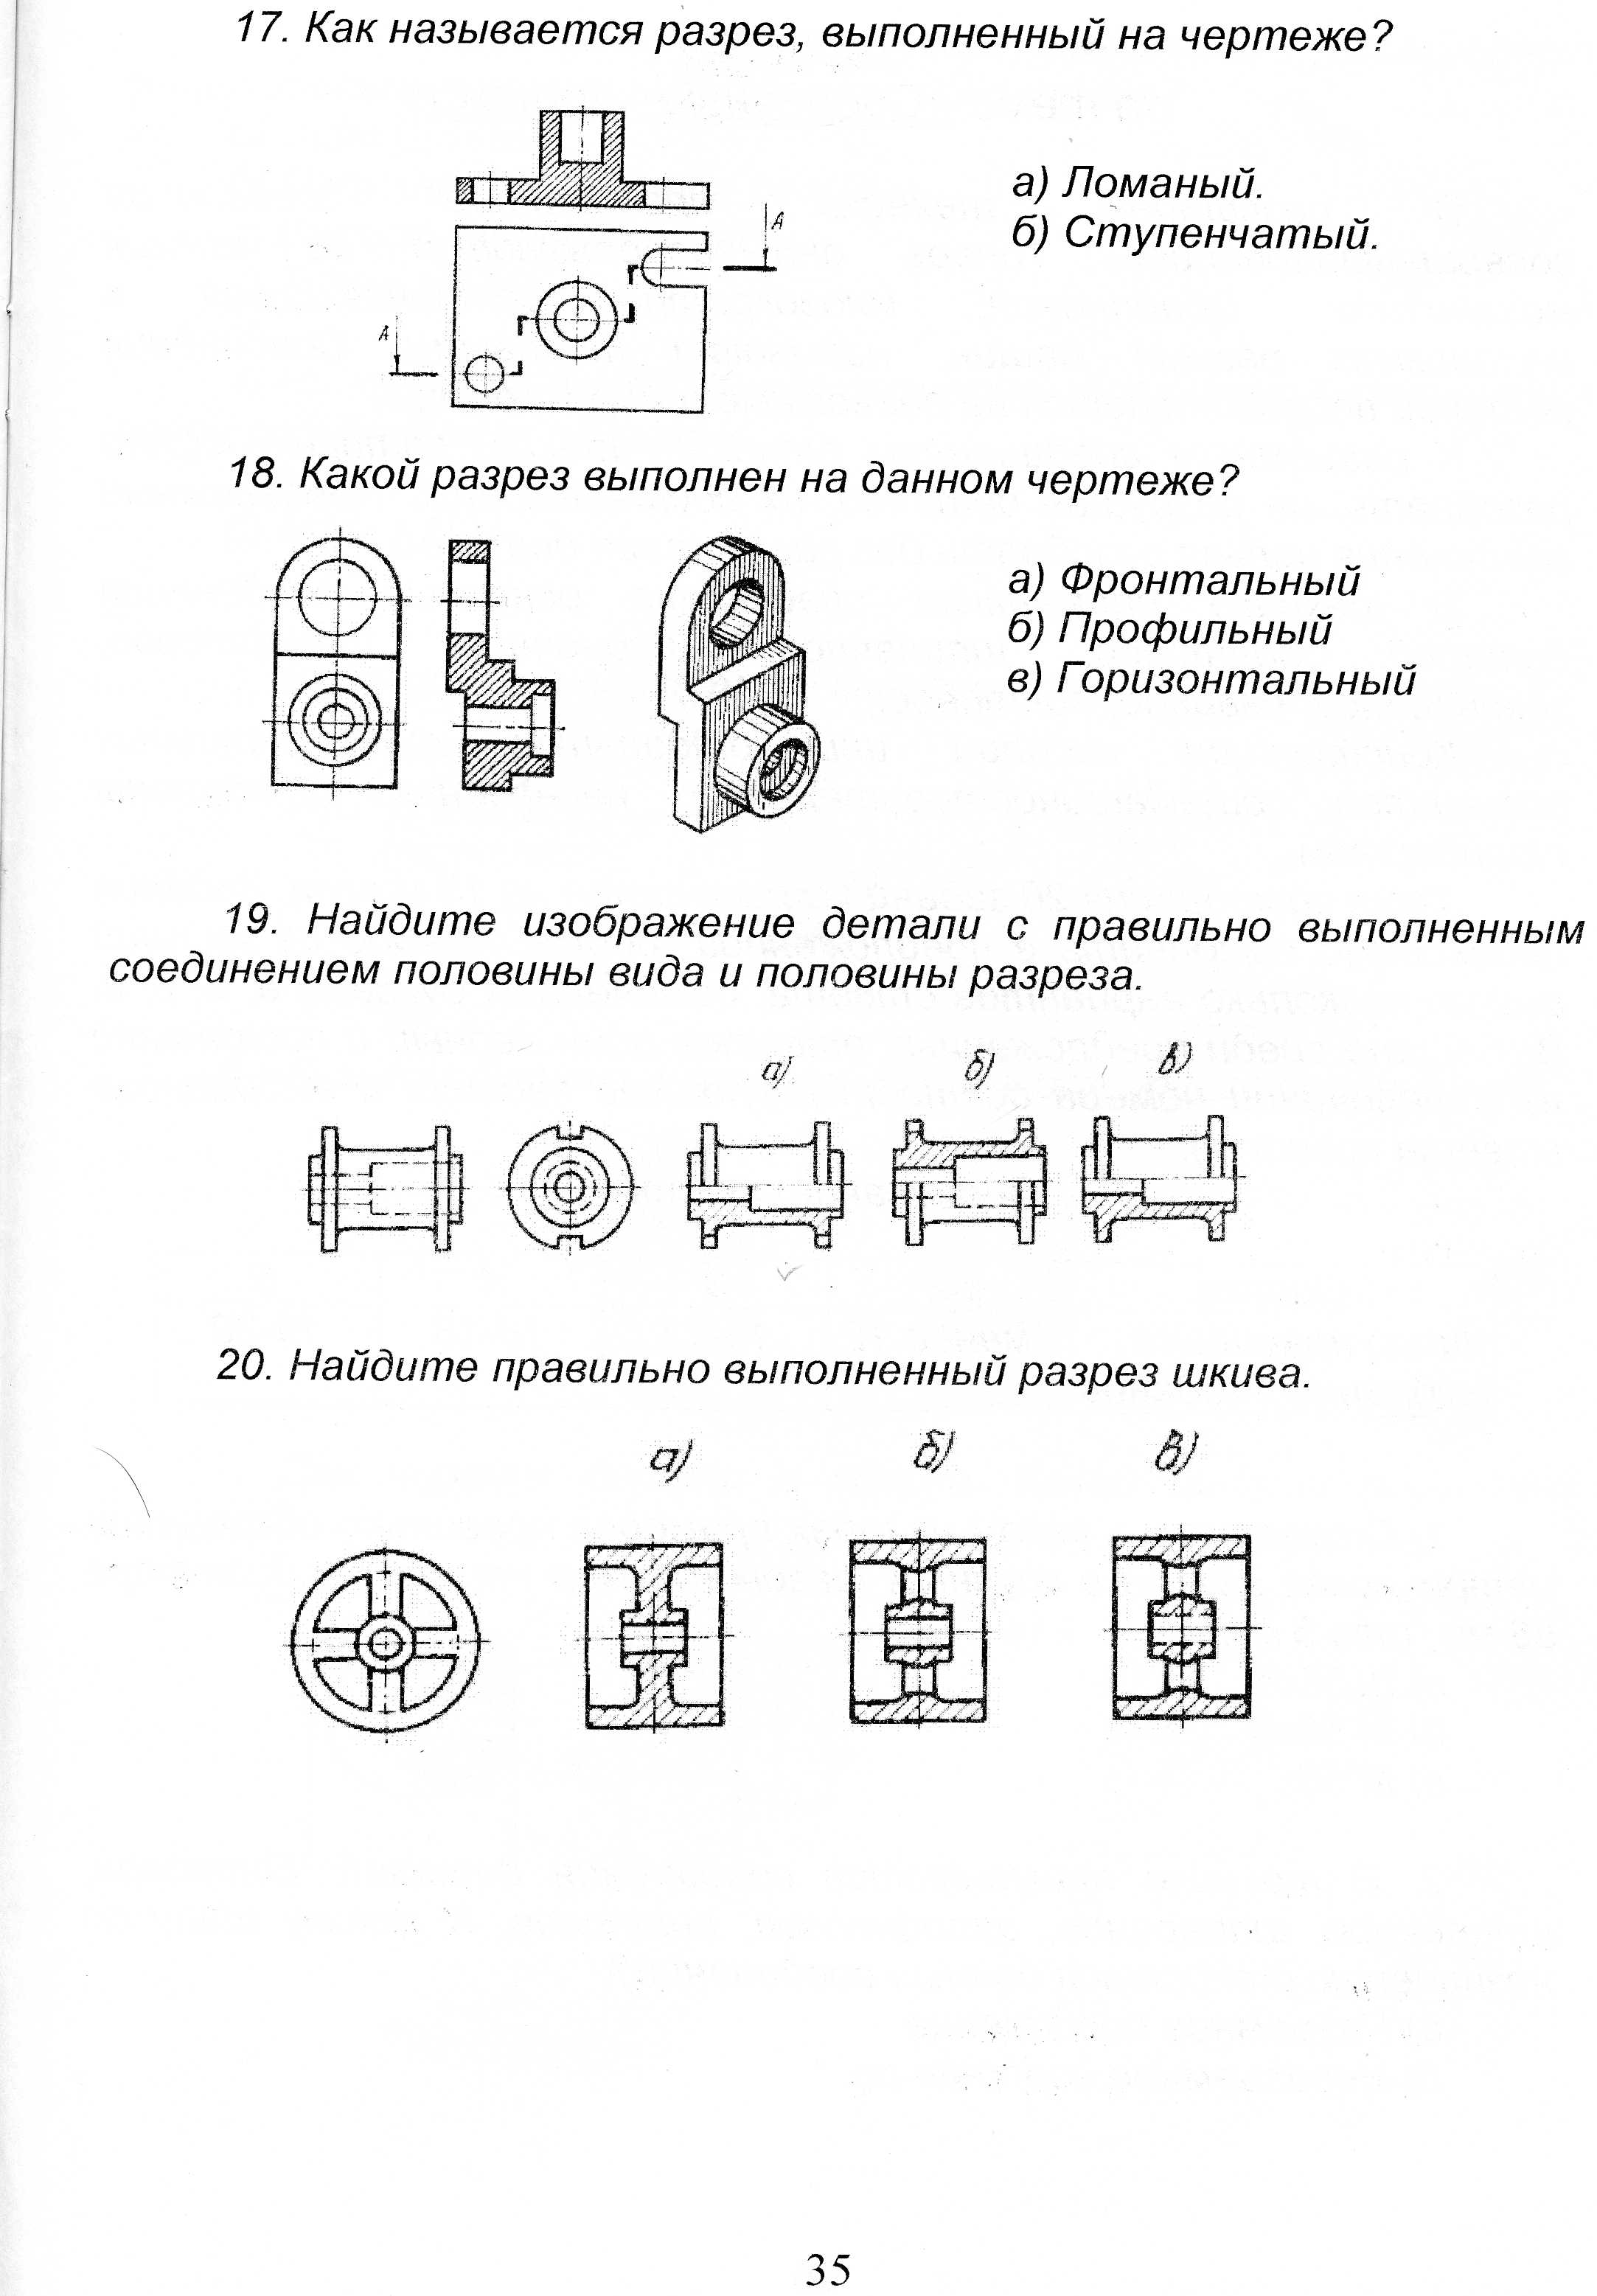 17. Как называется разрез, выполненный на чертеже?
а) Ломаный.
б) Ступенчатый.
А
А
18. Какой разрез выполнен на данном чертеже?
а) Фронтальный
б) Профильный
в) Горизонтальный
19. Найдите изображение детали с правильно выполненным
соединением половины вида и половины разреза.
а) б) в)
20. Найдите правильно выполненный разрез шкива.
а) б) в)
35